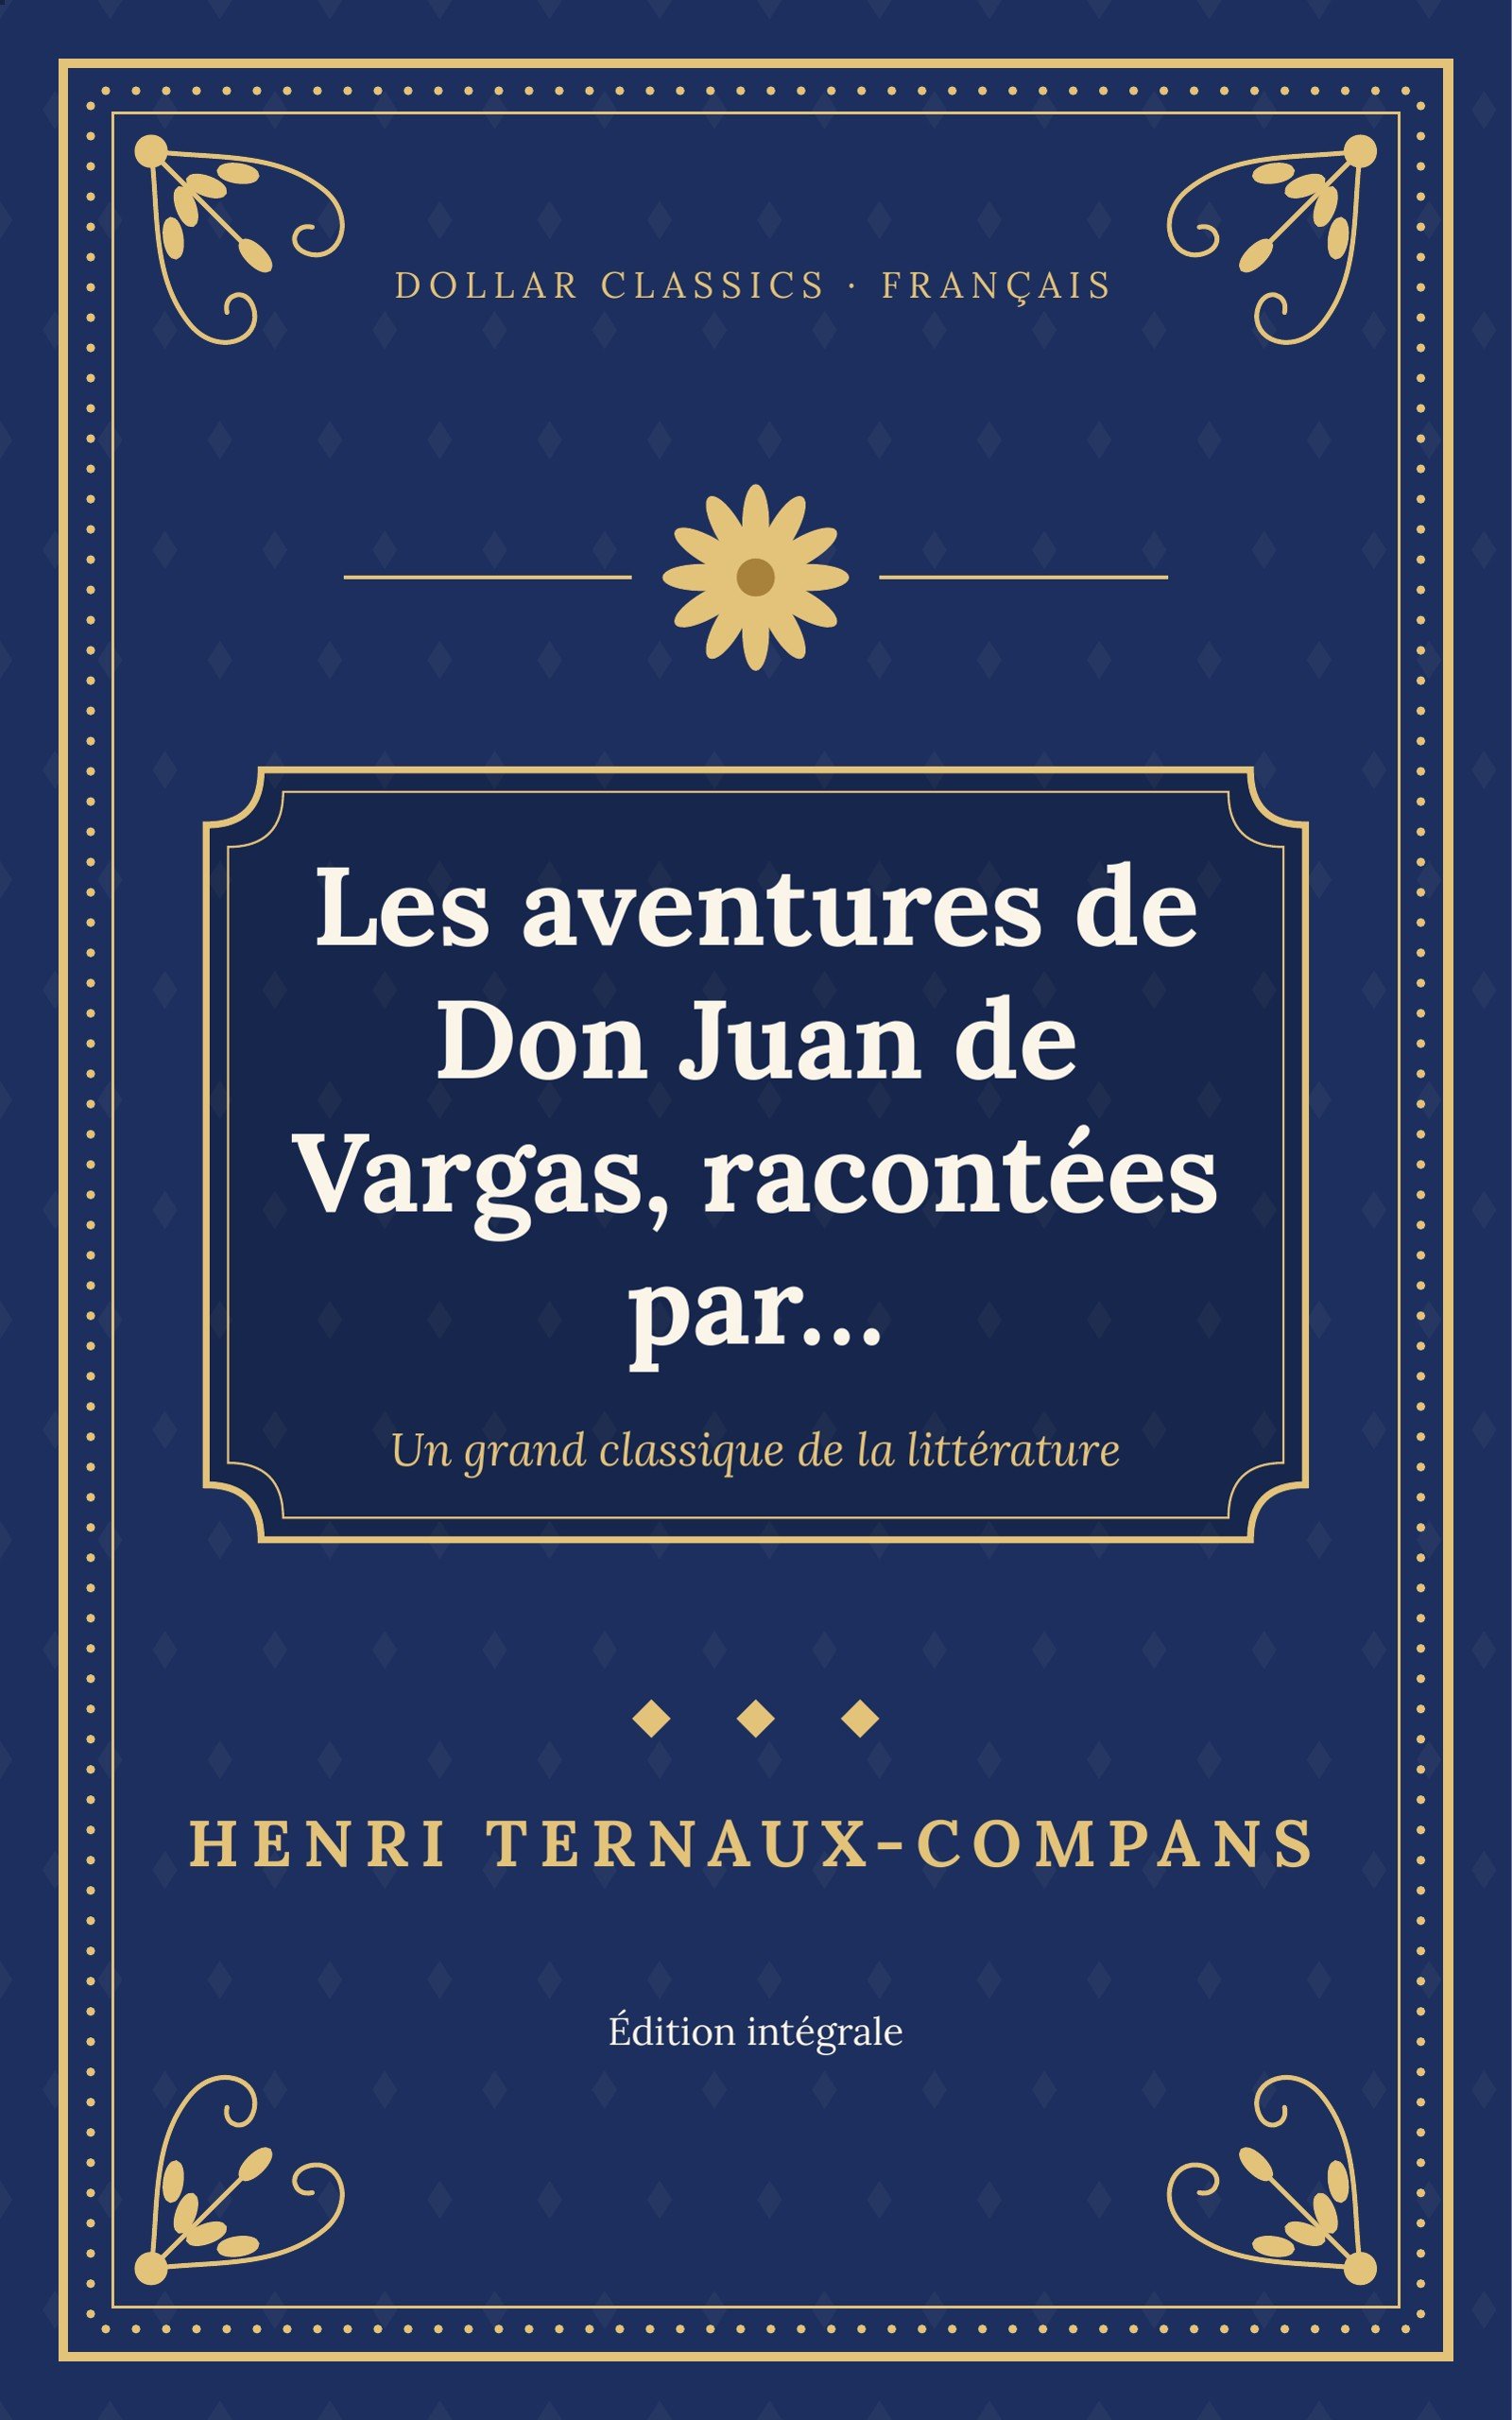 DOLLAR CLASSICS · FRANÇAIS
Les aventures de
Don Juan de
Vargas, racontées
par...
Un grand classique de la littérature
HENRI TERNAUX-COMPANS
Édition intégrale